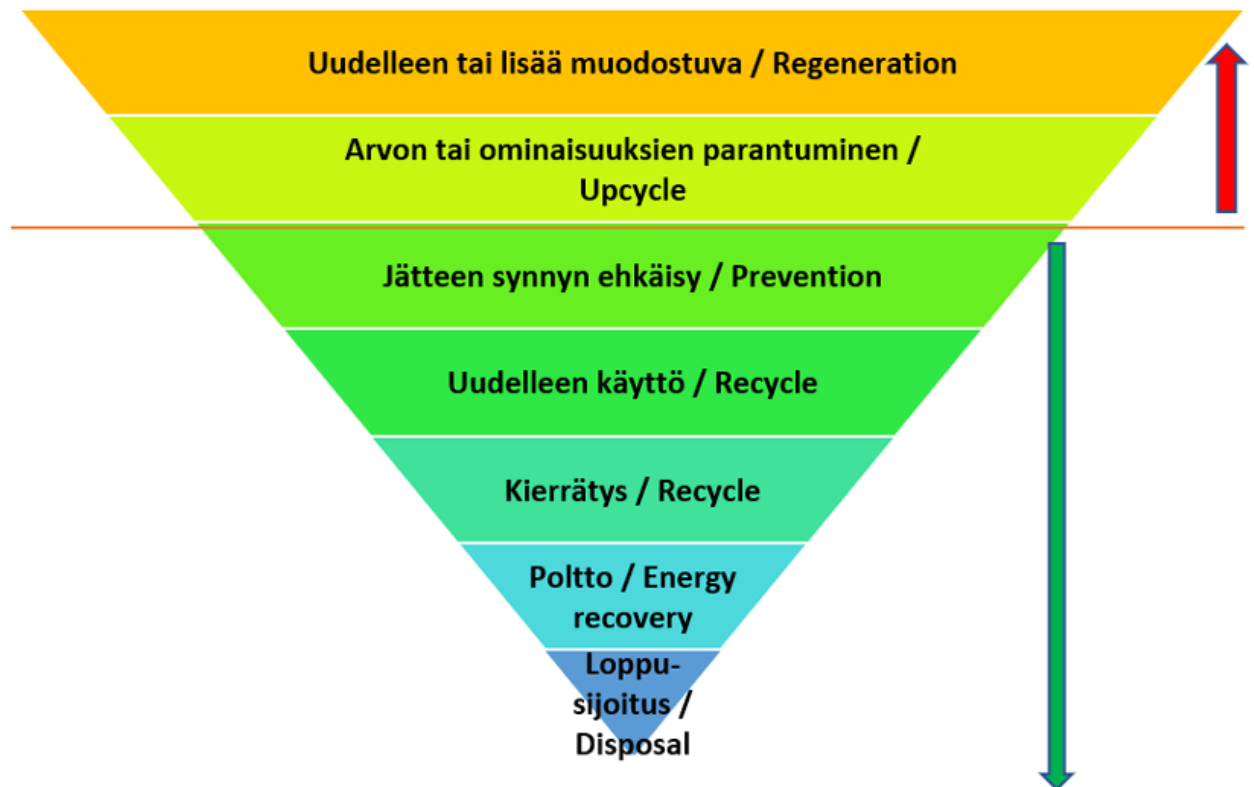 Uudelleen tai lisää muodostuva / Regeneration
Arvon tai ominaisuuksien parantuminen /
Upcycle
Jätteen synnyn ehkäisy / Prevention
Uudelleen käyttö / Recycle
Kierrätys / Recycle
Poltto / Energy
recovery
Loppu-
sijoitus /
Disposal